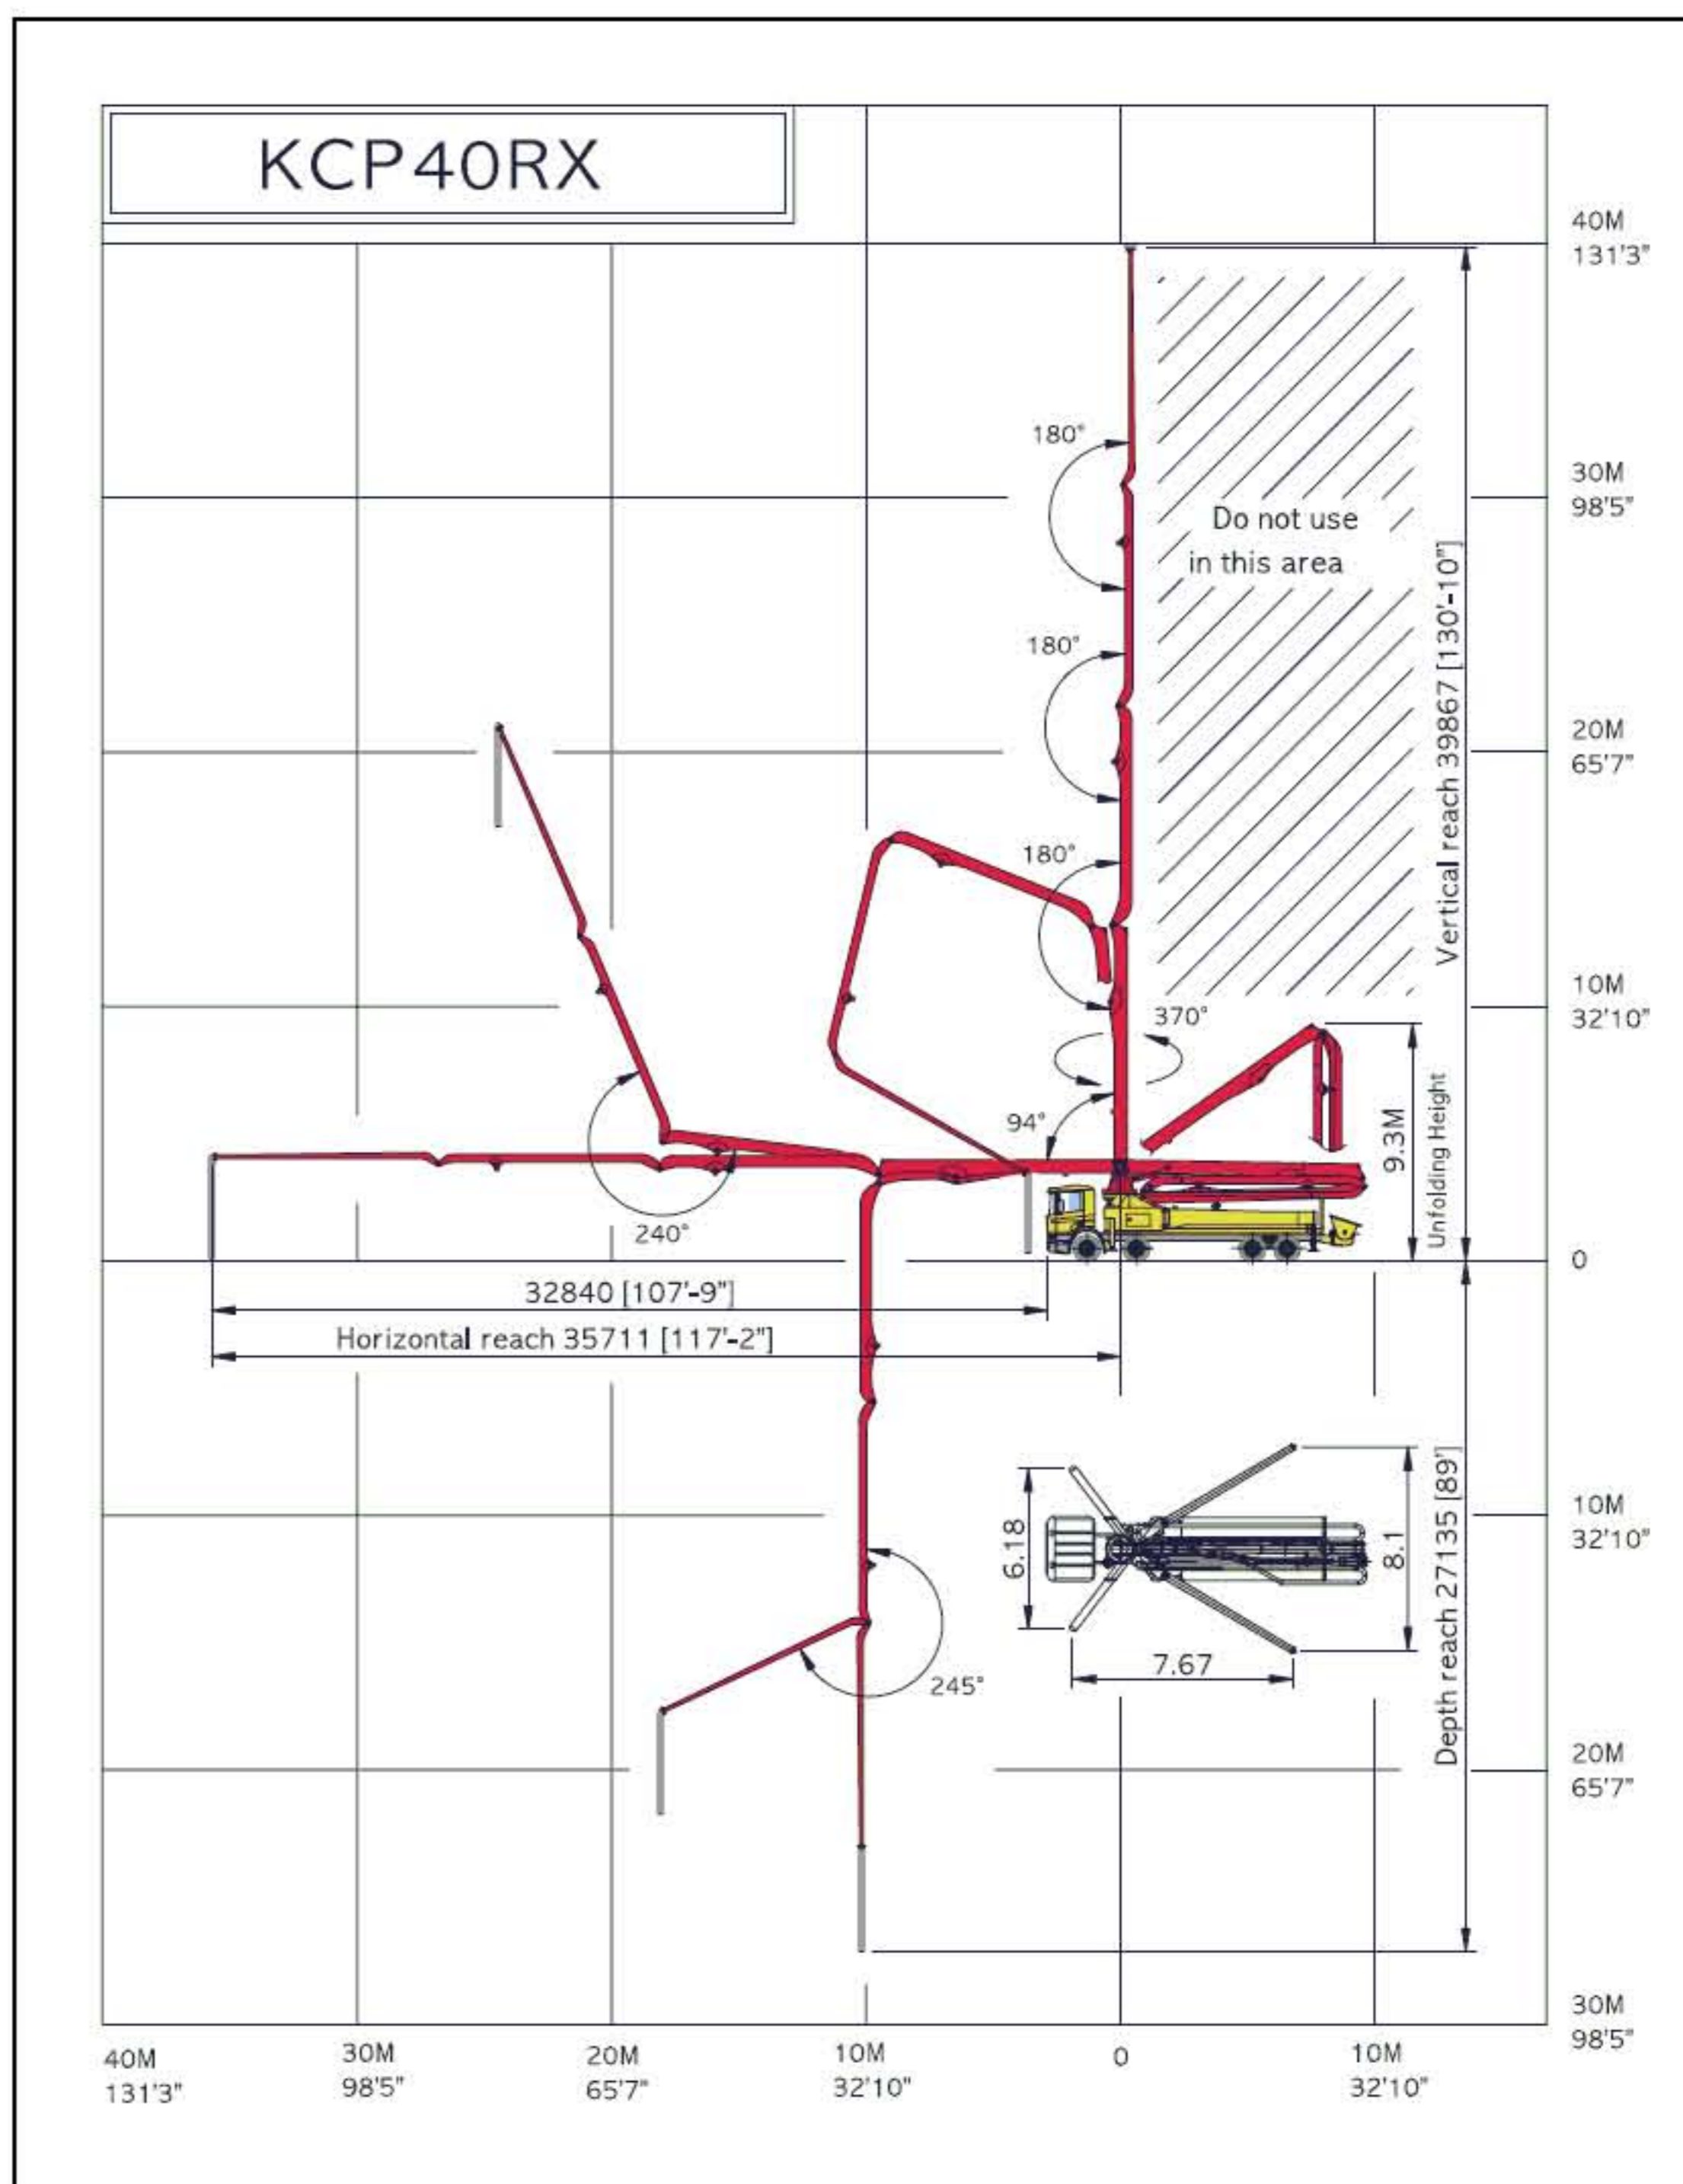 KCP40RX
40M
131'3"
180°
30M
98'5"
Do not use
in this area
180°
20M
65'7"
Vertical reach 39867 [130'-10"]
180°
10M
32'10"
370°
94°
9.3M
Unfolding Height
240°
0
32840 [107'-9"]
Horizontal reach 35711 [117'-2"]
6.18
8.1
7.67
Depth reach 27135 [89']
10M
32'10"
245°
20M
65'7"
30M
98'5"
40M
131'3"
30M
98'5"
20M
65'7"
10M
32'10"
0
10M
32'10"